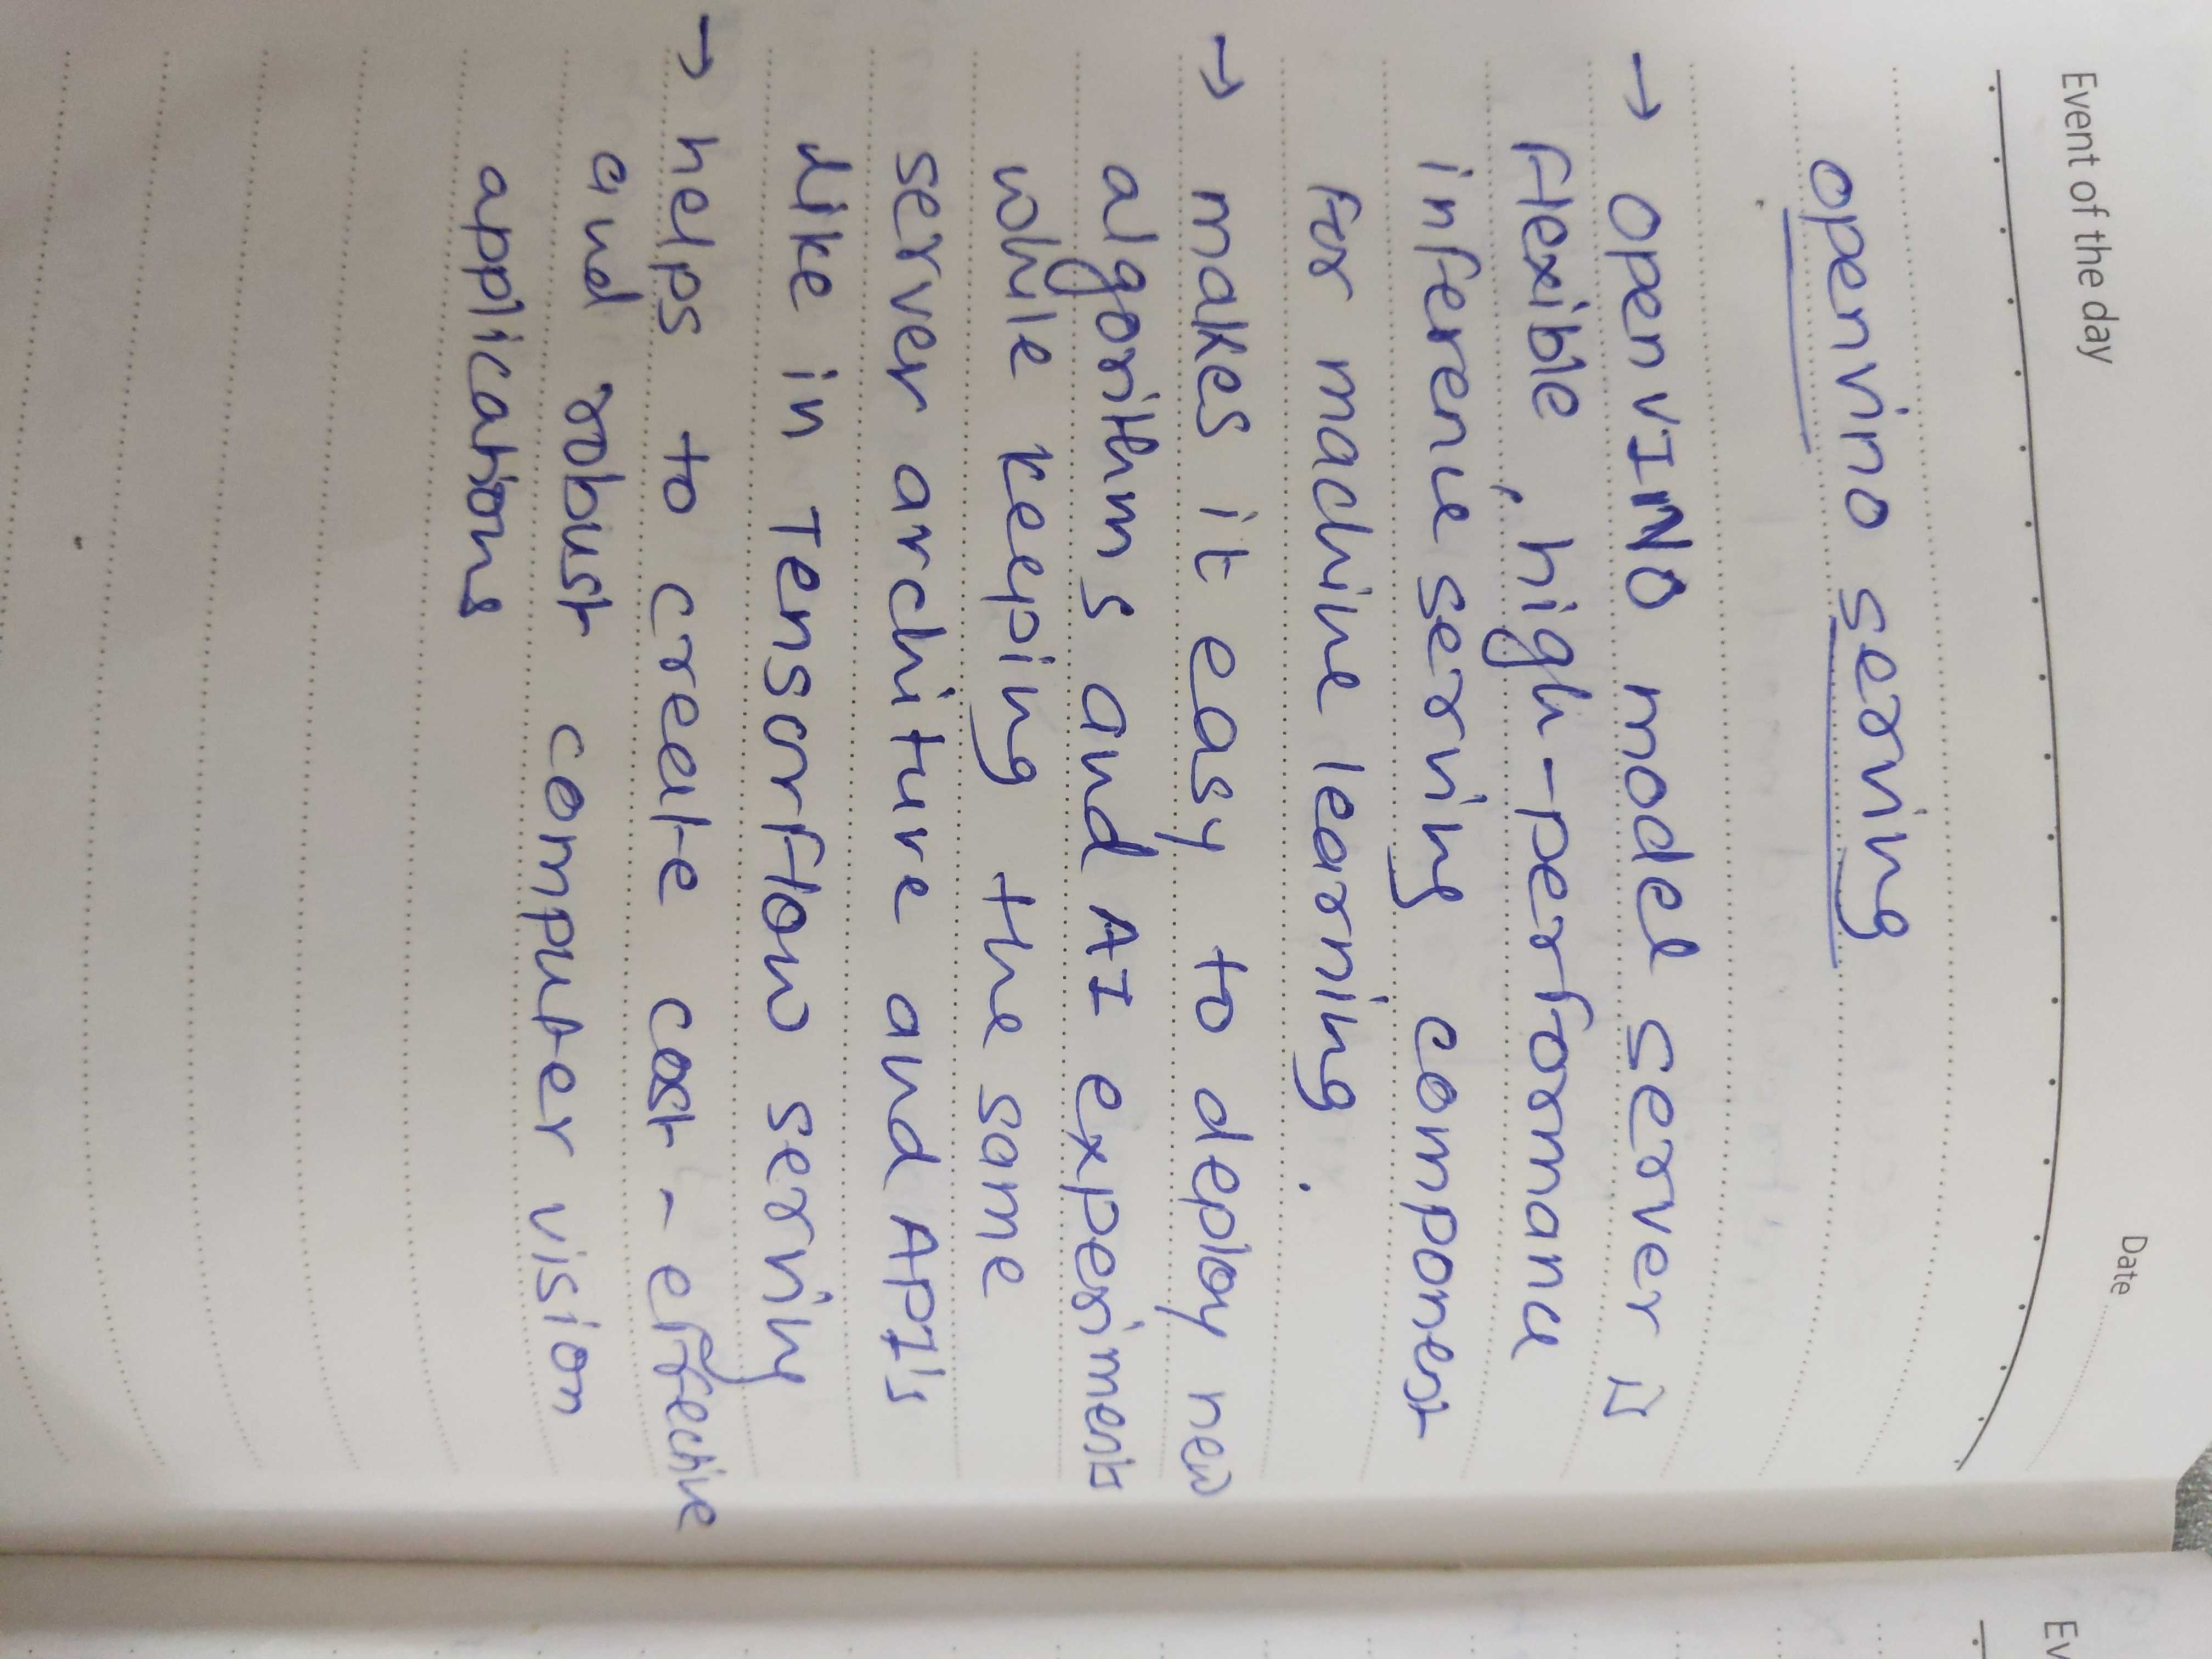 Event of the day
Date
openvino serving
→ openVINO model server is
flexible, high-performance
inference serving component
for machine learning.
→ makes it easy to deploy new
algorithms and AI experiments
while keeping the same
server architure and API's
like in Tensorflow serving
→ helps to create cost-effective
and robust computer vision
applications
Ev